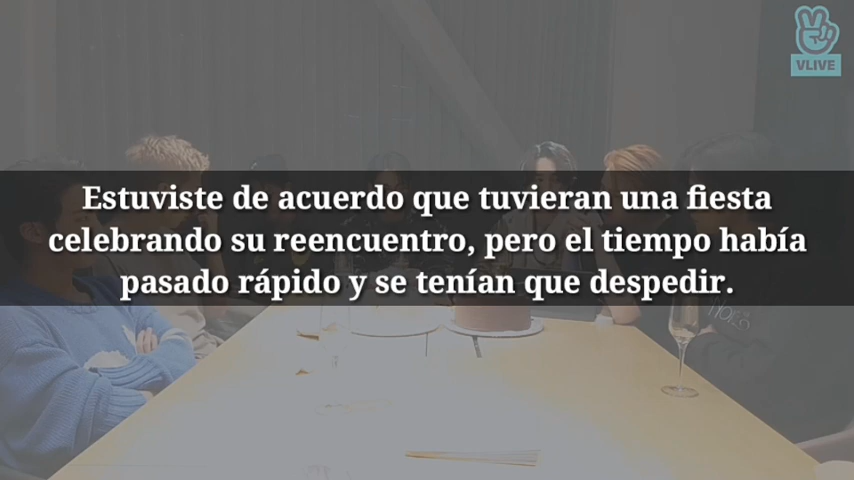 VLIVE
Estuviste de acuerdo que tuvieran una fiesta
celebrando su reencuentro, pero el tiempo había
pasado rápido y se tenían que despedir.